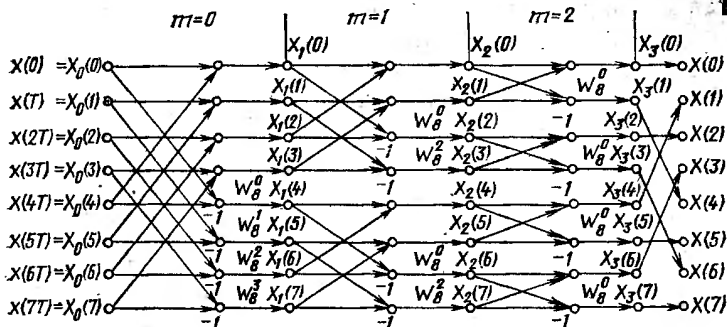 m=0 m=1 m=2
X₁(0) X₂(0) X₃(0)
x(0) =X₀(0) X(0)
X₁(1) X₂(1) W₈⁰ X₃(1)
x(T) =X₀(1) X(1)
X₁(2) W₈⁰ X₂(2) -1 X₃(2)
x(2T)=X₀(2) X(2)
X₁(3) -1 W₈² X₂(3) W₈⁰ X₃(3)
x(3T)=X₀(3) X(3)
W₈⁰ X₁(4) -1 X₂(4) -1 X₃(4)
x(4T)=X₀(4) X(4)
-1 W₈¹ X₁(5) X₂(5) W₈⁰ X₃(5)
x(5T)=X₀(5) X(5)
-1 W₈² X₁(6) W₈⁰ X₂(6) -1 X₃(6)
x(6T)=X₀(6) X(6)
-1 W₈³ X₁(7) -1 W₈² X₂(7) W₈⁰ X₃(7)
x(7T)=X₀(7) X(7)
-1 -1 -1